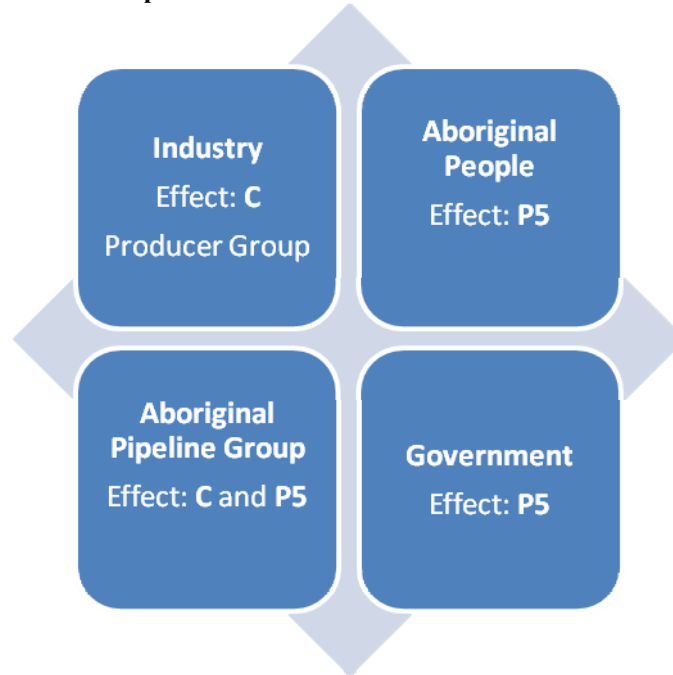 Industry
Effect: C
Producer Group
Aboriginal
People
Effect: P5
Aboriginal
Pipeline Group
Effect: C and P5
Government
Effect: P5